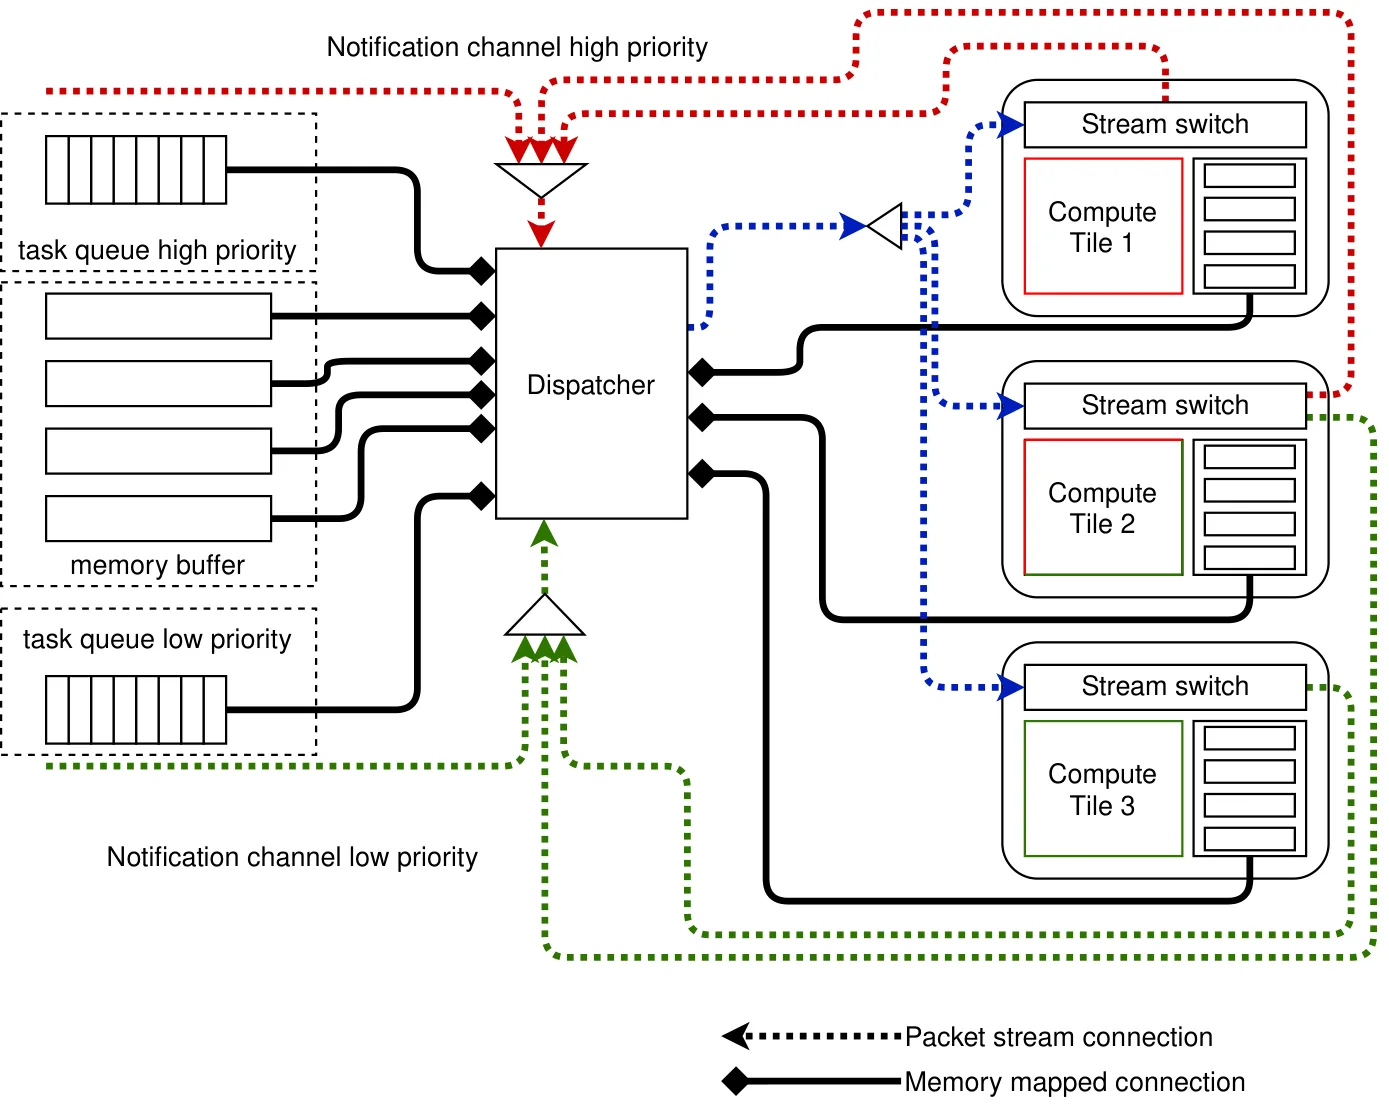 Notification channel high priority
Stream switch
Compute
Tile 1
task queue high priority
Dispatcher
Stream switch
Compute
Tile 2
memory buffer
task queue low priority
Stream switch
Compute
Tile 3
Notification channel low priority
Packet stream connection
Memory mapped connection